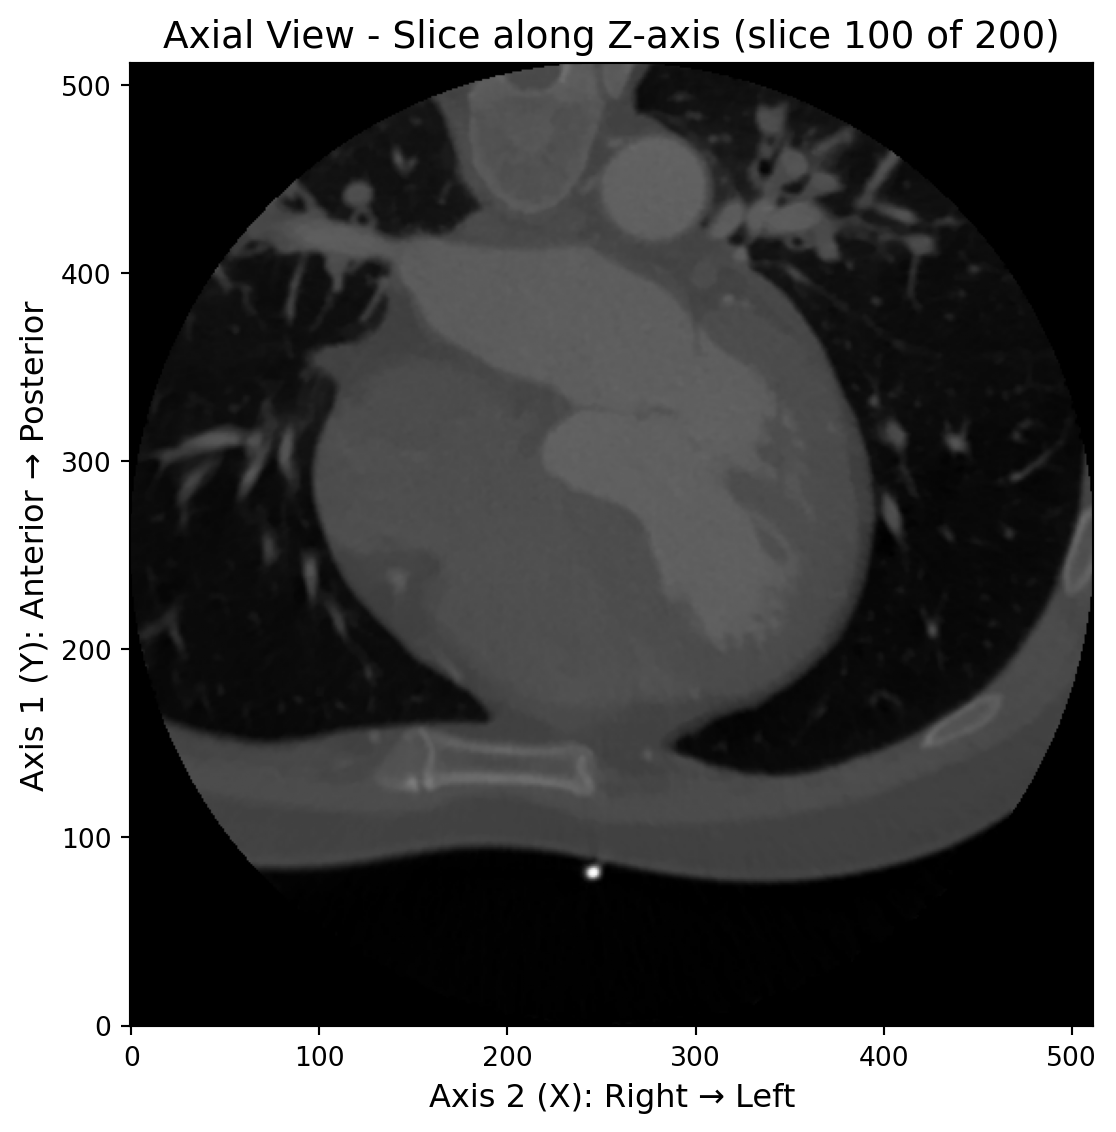 Axial View - Slice along Z-axis (slice 100 of 200)
Axis 1 (Y): Anterior → Posterior
500
400
300
200
100
0
0 100 200 300 400 500
Axis 2 (X): Right → Left